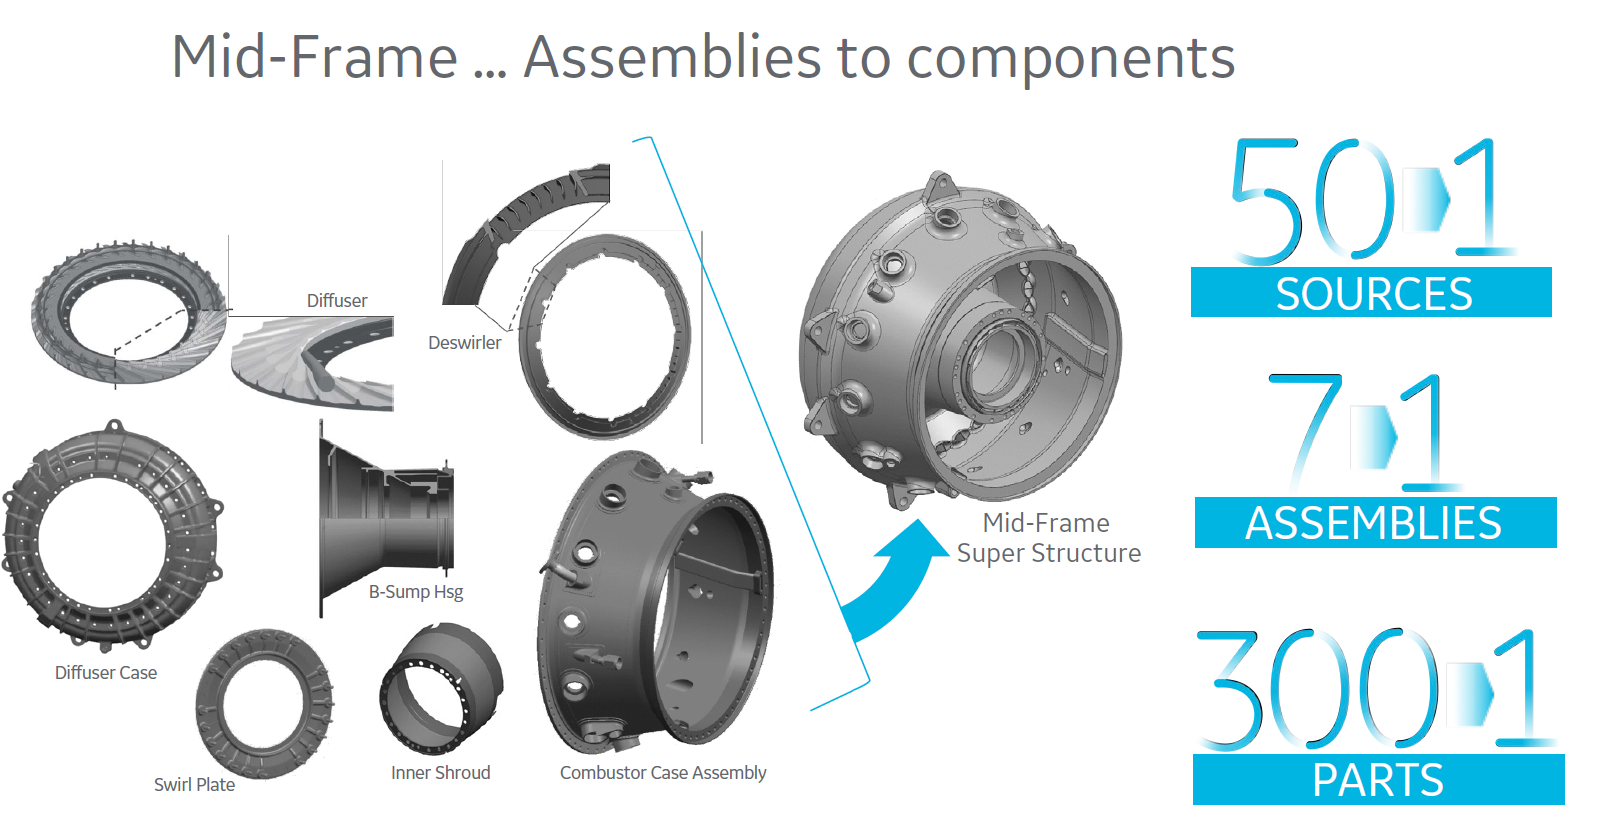 Mid-Frame ... Assemblies to components
Diffuser
Deswirler
B-Sump Hsg
Diffuser Case
Swirl Plate
Inner Shroud
Combustor Case Assembly
Mid-Frame
Super Structure
50 1
SOURCES
7 1
ASSEMBLIES
300 1
PARTS